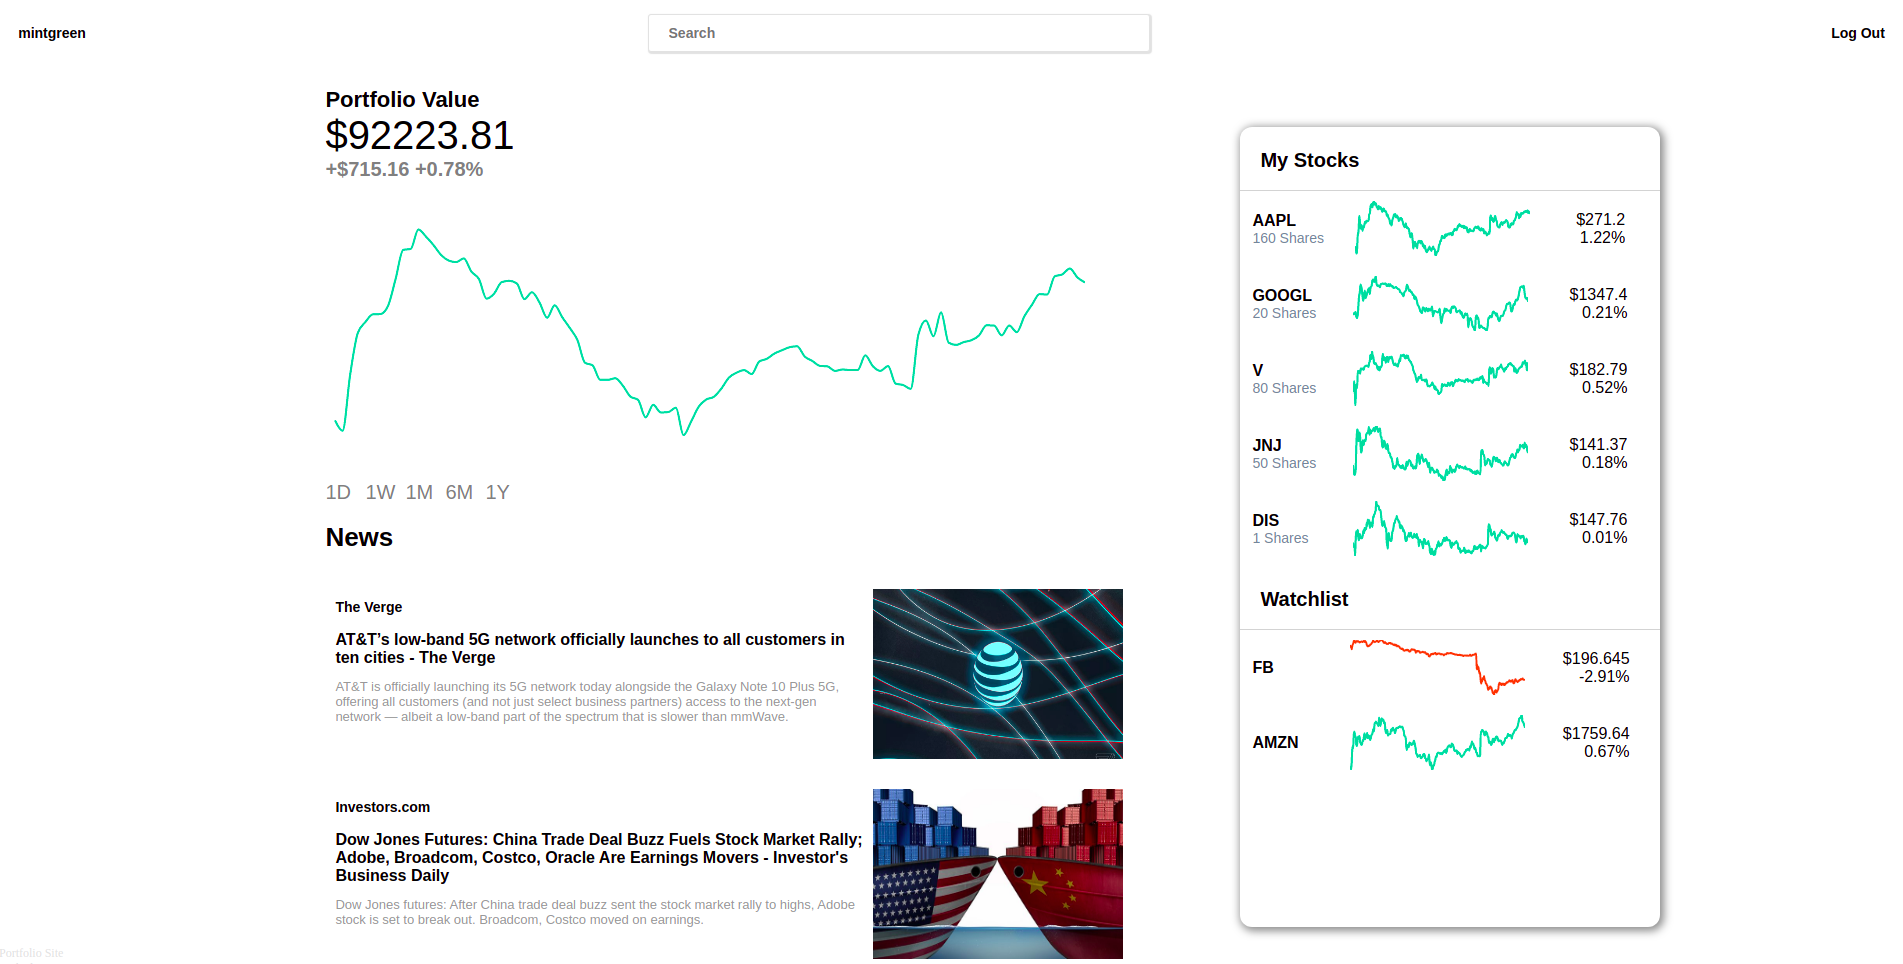 mintgreen
Search
Log Out
Portfolio Value
$92223.81
+$715.16 +0.78%
1D 1W 1M 6M 1Y
News
The Verge
AT&T’s low-band 5G network officially launches to all customers in
ten cities - The Verge
AT&T is officially launching its 5G network today alongside the Galaxy Note 10 Plus 5G,
offering all customers (and not just select business partners) access to the next-gen
network — albeit a low-band part of the spectrum that is slower than mmWave.
Investors.com
Dow Jones Futures: China Trade Deal Buzz Fuels Stock Market Rally;
Adobe, Broadcom, Costco, Oracle Are Earnings Movers - Investor's
Business Daily
Dow Jones futures: After China trade deal buzz sent the stock market rally to highs, Adobe
stock is set to break out. Broadcom, Costco moved on earnings.
My Stocks
AAPL
160 Shares
$271.2
1.22%
GOOGL
20 Shares
$1347.4
0.21%
V
80 Shares
$182.79
0.52%
JNJ
50 Shares
$141.37
0.18%
DIS
1 Shares
$147.76
0.01%
Watchlist
FB
$196.645
-2.91%
AMZN
$1759.64
0.67%
Portfolio Site